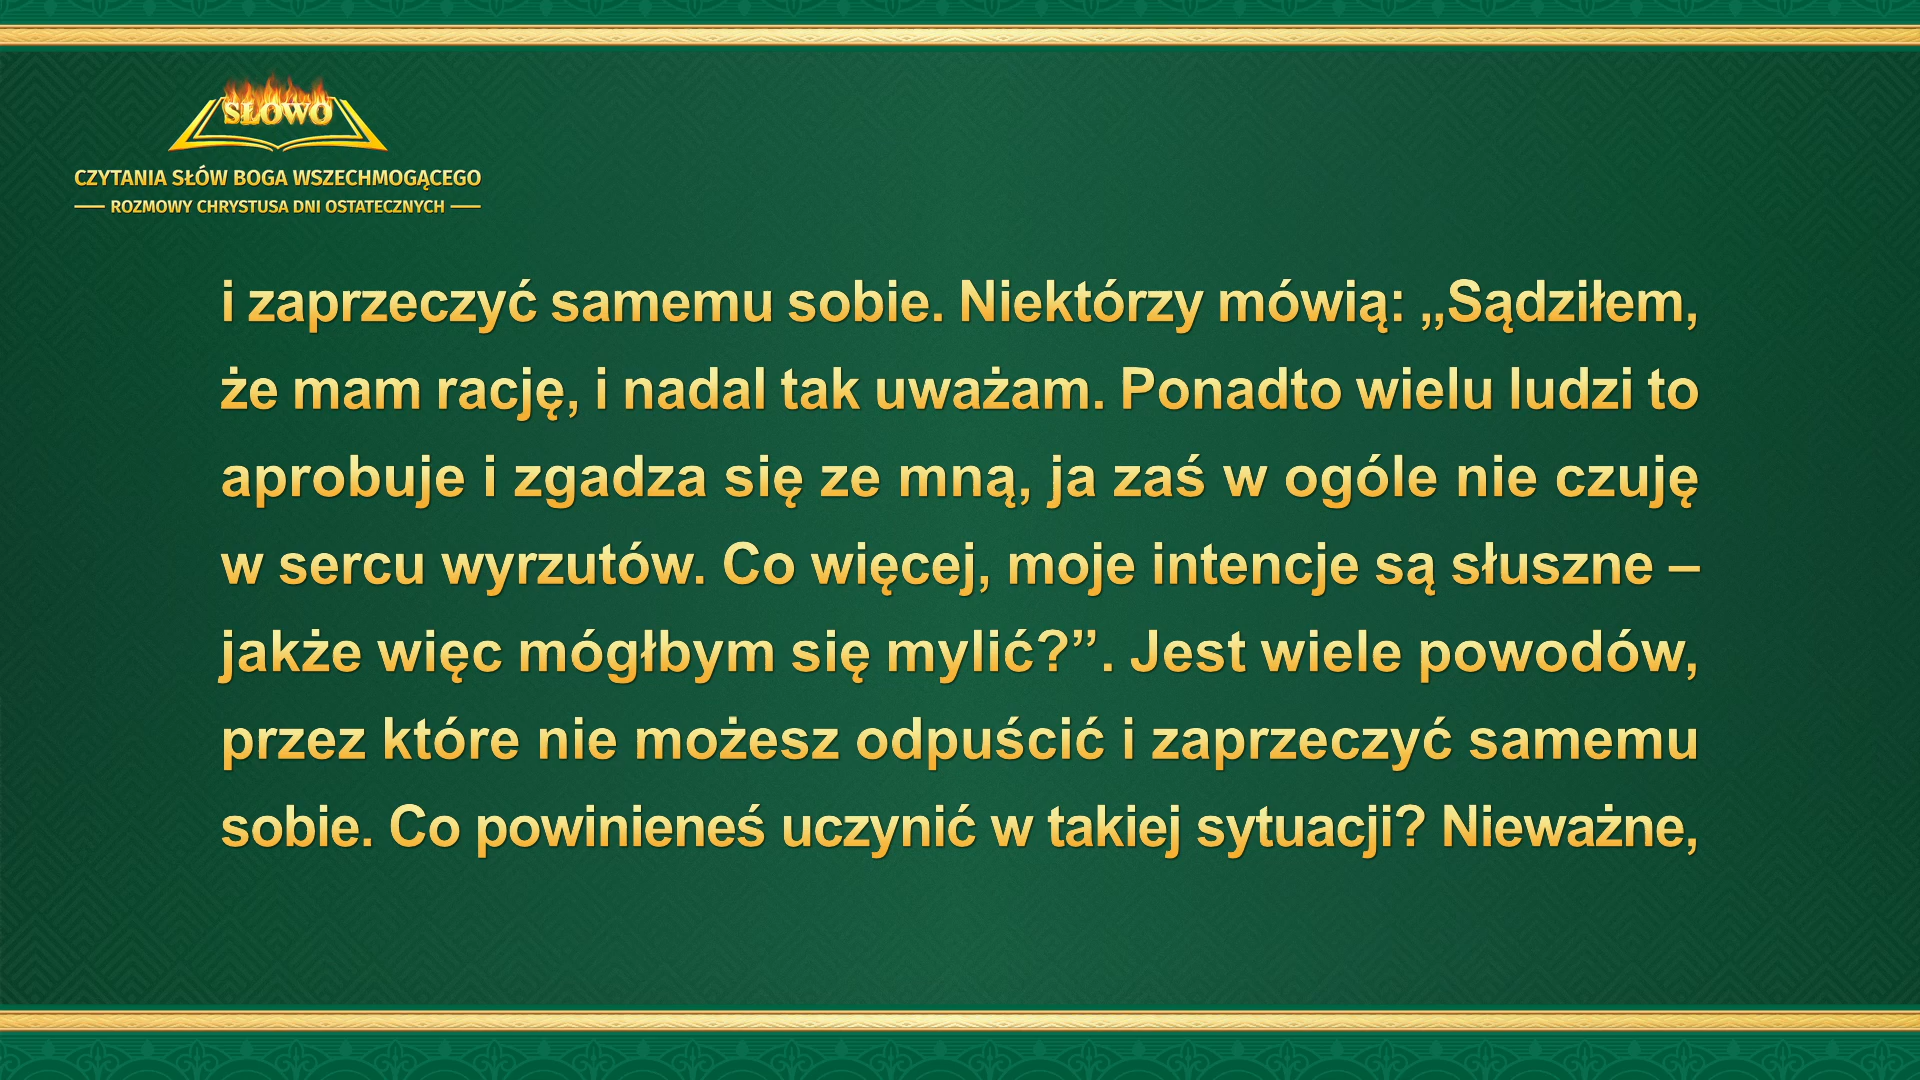 SŁOWO
CZYTANIA SŁÓW BOGA WSZECHMOGĄCEGO
ROZMOWY CHRYSTUSA DNI OSTATECZNYCH
i zaprzeczyć samemu sobie. Niektórzy mówią: „Sądziłem,
że mam rację, i nadal tak uważam. Ponadto wielu ludzi to
aprobuje i zgadza się ze mną, ja zaś w ogóle nie czuję
w sercu wyrzutów. Co więcej, moje intencje są słuszne –
jakże więc mógłbym się mylić?”. Jest wiele powodów,
przez które nie możesz odpuścić i zaprzeczyć samemu
sobie. Co powinieneś uczynić w takiej sytuacji? Nieważne,